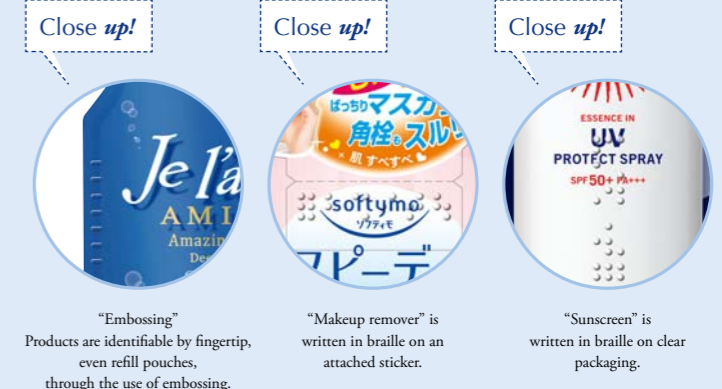 Close up!
Close up!
Close up!
Je l'a
AMI
Amazin
De
ばっちりマスカ
角栓も スルリ
× 肌 すべすべ
softymo
ソフティモ
スピーデ
ESSENCE IN
UV
PROTECT SPRAY
SPF50+ PA+++
"Embossing"
Products are identifiable by fingertip,
even refill pouches,
through the use of embossing.
"Makeup remover" is
written in braille on an
attached sticker.
"Sunscreen" is
written in braille on clear
packaging.